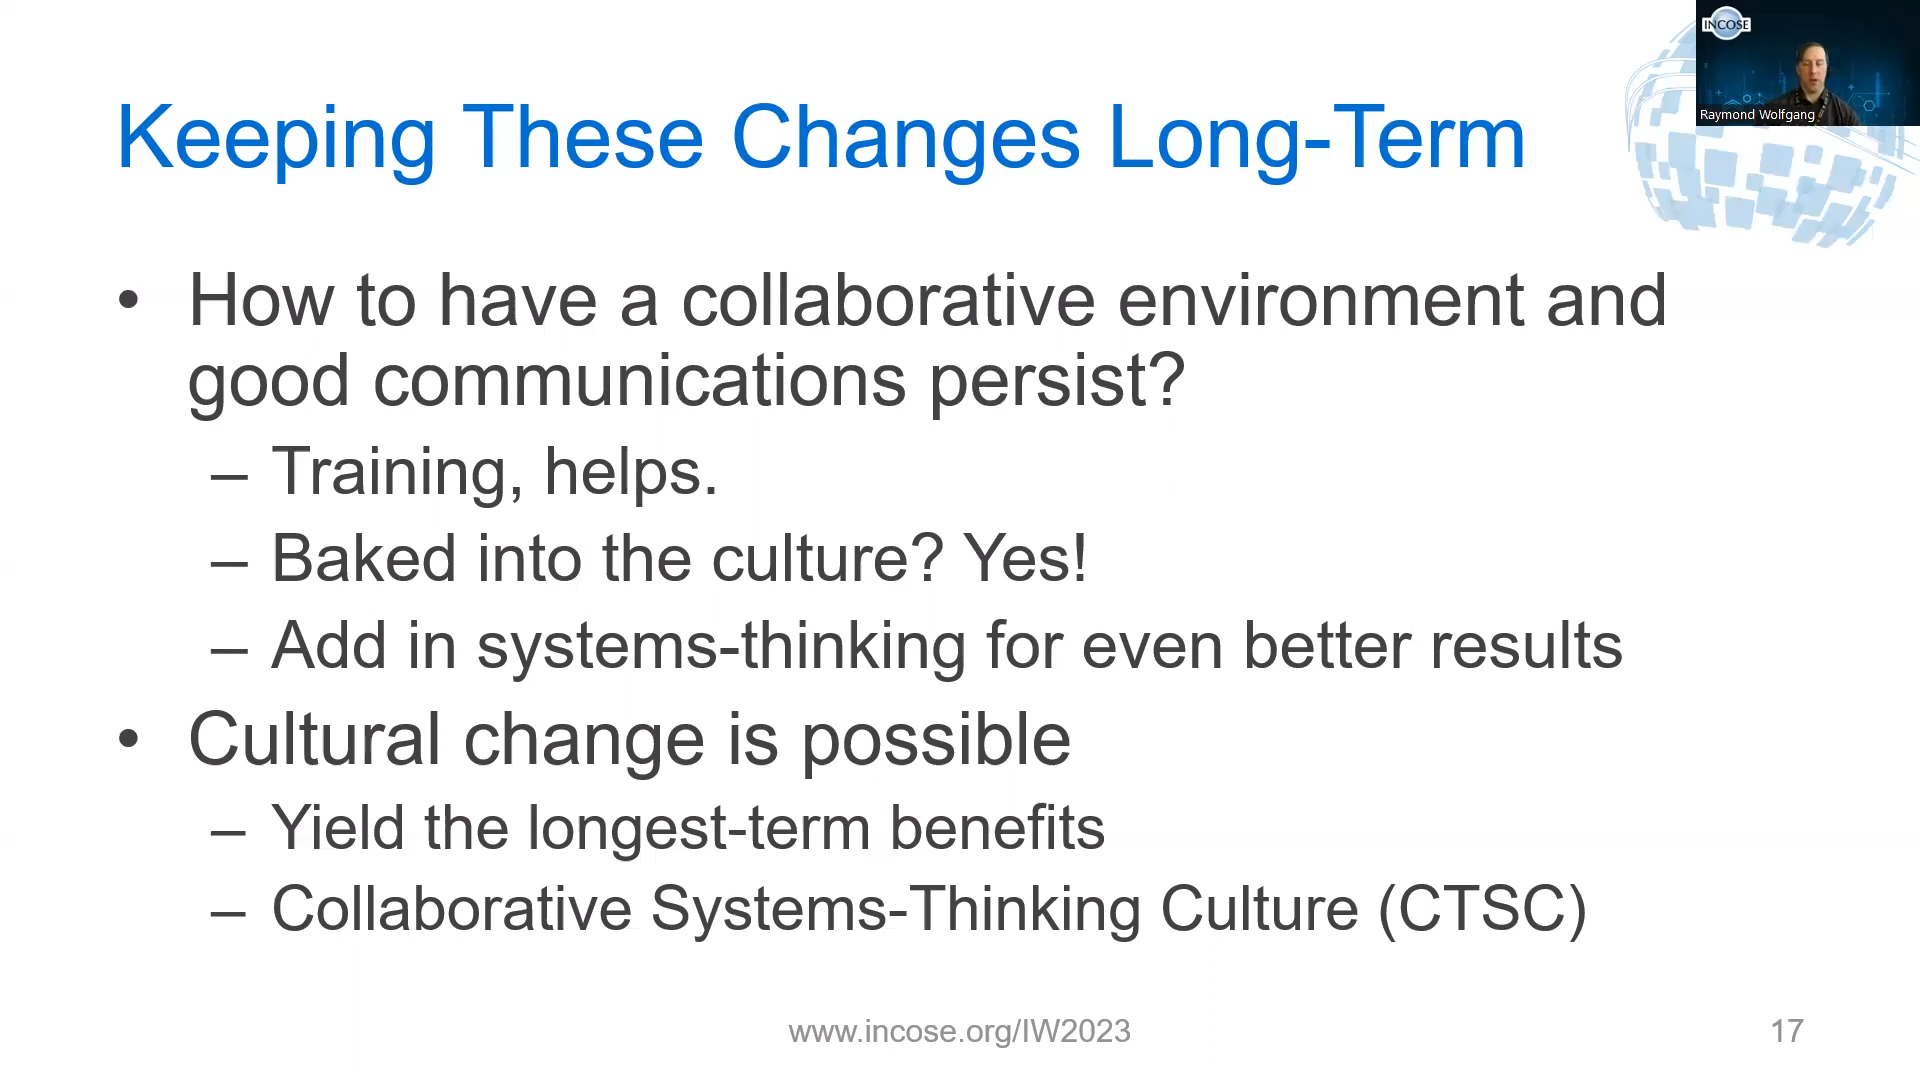 INCOSE
Raymond Wolfgang
Keeping These Changes Long-Term
• How to have a collaborative environment and
good communications persist?
– Training, helps.
– Baked into the culture? Yes!
– Add in systems-thinking for even better results
• Cultural change is possible
– Yield the longest-term benefits
– Collaborative Systems-Thinking Culture (CTSC)
www.incose.org/IW2023
17